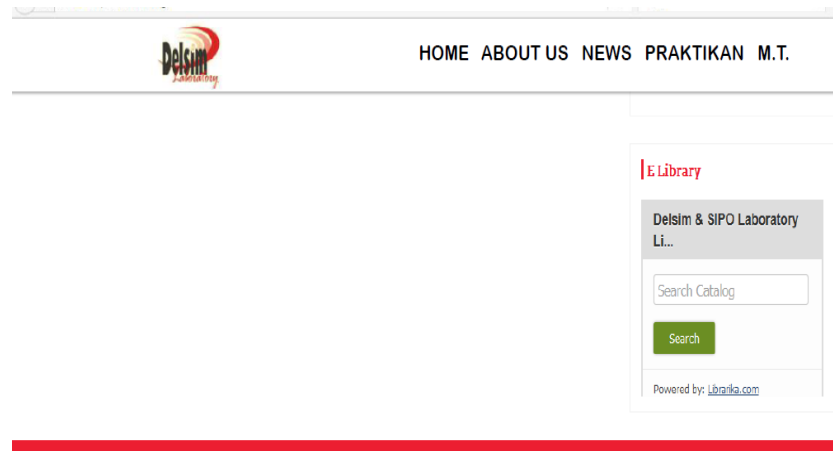 Delsim
Laboratory
HOME ABOUT US NEWS PRAKTIKAN M.T.
E Library
Delsim & SIPO Laboratory
Li...
Search Catalog
Search
Powered by: Librarika.com